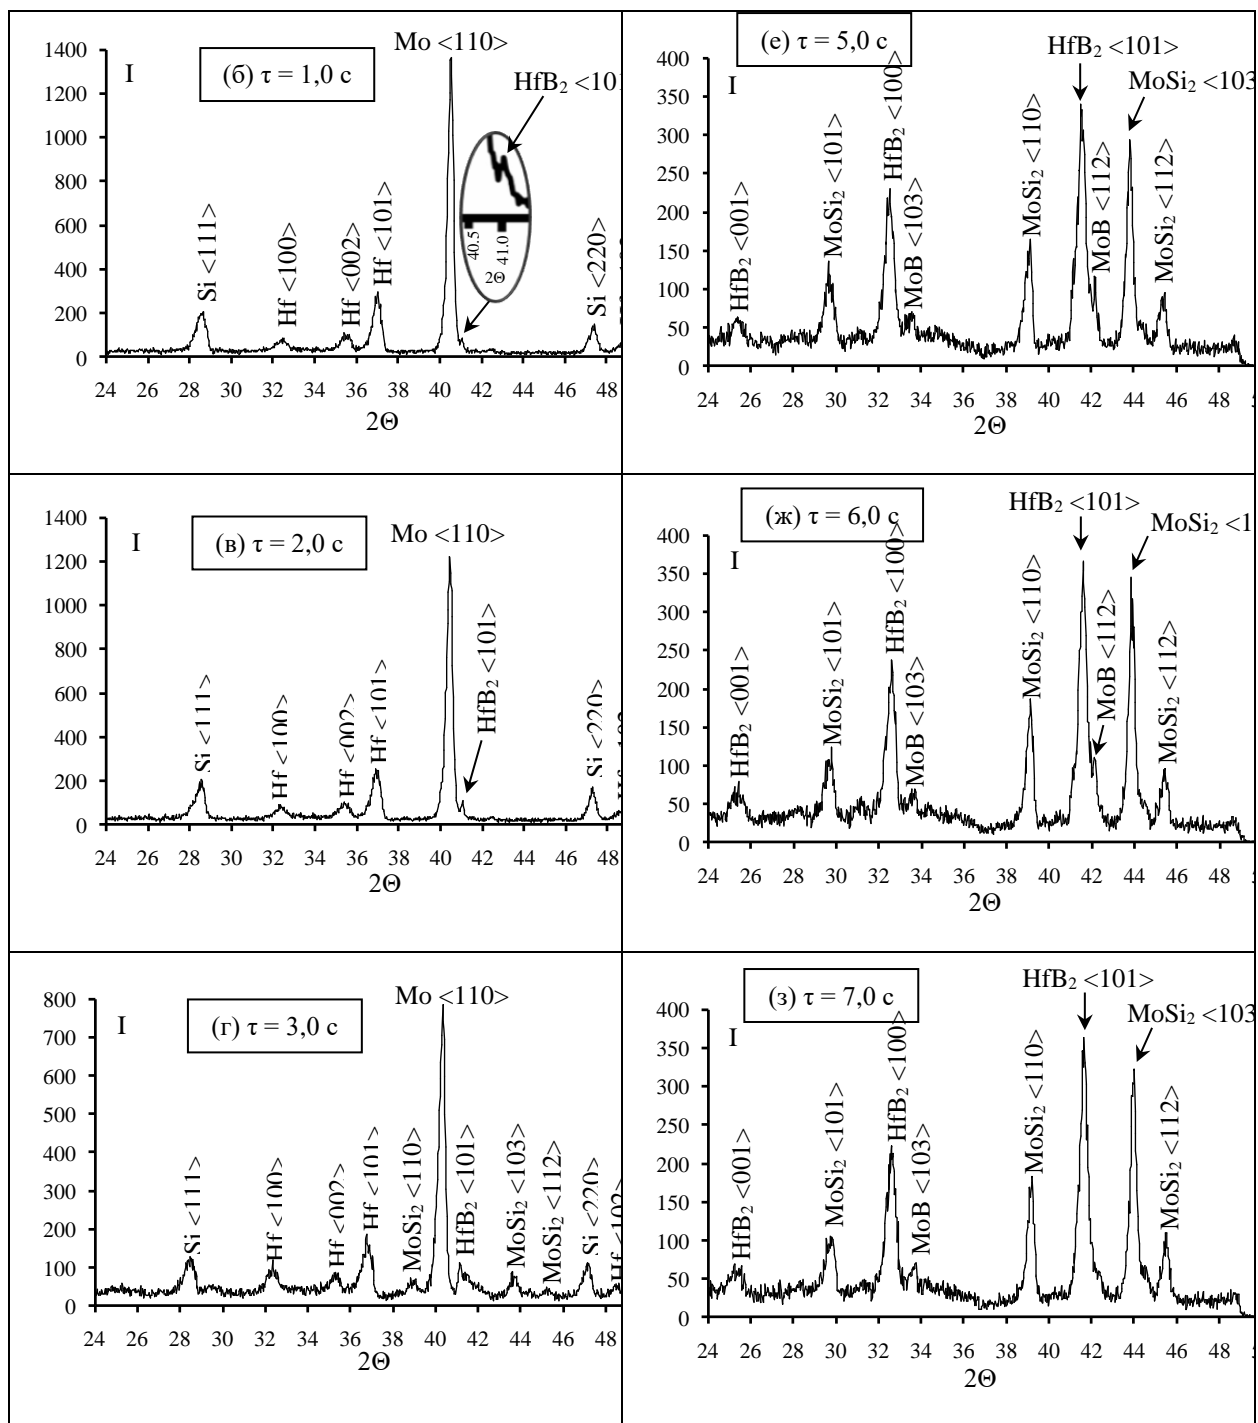 (б) τ = 1,0 с
I
Mo <110>
HfB₂ <101
Si <111>
Hf <100>
Hf <002>
Hf <101>
Si <220>
40.5
41.0
2Θ
1400
1200
1000
800
600
400
200
0
24 26 28 30 32 34 36 38 40 42 44 46 48
2Θ
(е) τ = 5,0 с
I
HfB₂ <101>
MoSi₂ <103
HfB₂ <001>
MoSi₂ <101>
HfB₂ <100>
MoB <103>
MoSi₂ <110>
MoB <112>
MoSi₂ <112>
400
350
300
250
200
150
100
50
0
24 26 28 30 32 34 36 38 40 42 44 46 48
2Θ
(в) τ = 2,0 с
I
Mo <110>
HfB₂ <101>
Si <111>
Hf <100>
Hf <002>
Hf <101>
Si <220>
1400
1200
1000
800
600
400
200
0
24 26 28 30 32 34 36 38 40 42 44 46 48
2Θ
(ж) τ = 6,0 с
I
HfB₂ <101>
MoSi₂ <1
HfB₂ <001>
MoSi₂ <101>
HfB₂ <100>
MoB <103>
MoSi₂ <110>
MoB <112>
MoSi₂ <112>
400
350
300
250
200
150
100
50
0
24 26 28 30 32 34 36 38 40 42 44 46 48
2Θ
(г) τ = 3,0 с
I
Mo <110>
Si <111>
Hf <100>
Hf <002>
Hf <101>
MoSi₂ <110>
HfB₂ <101>
MoSi₂ <103>
MoSi₂ <112>
Si <220>
Hf <102>
800
700
600
500
400
300
200
100
0
24 26 28 30 32 34 36 38 40 42 44 46 48
2Θ
(з) τ = 7,0 с
I
HfB₂ <101>
MoSi₂ <103
HfB₂ <001>
MoSi₂ <101>
HfB₂ <100>
MoB <103>
MoSi₂ <110>
MoSi₂ <112>
400
350
300
250
200
150
100
50
0
24 26 28 30 32 34 36 38 40 42 44 46 48
2Θ